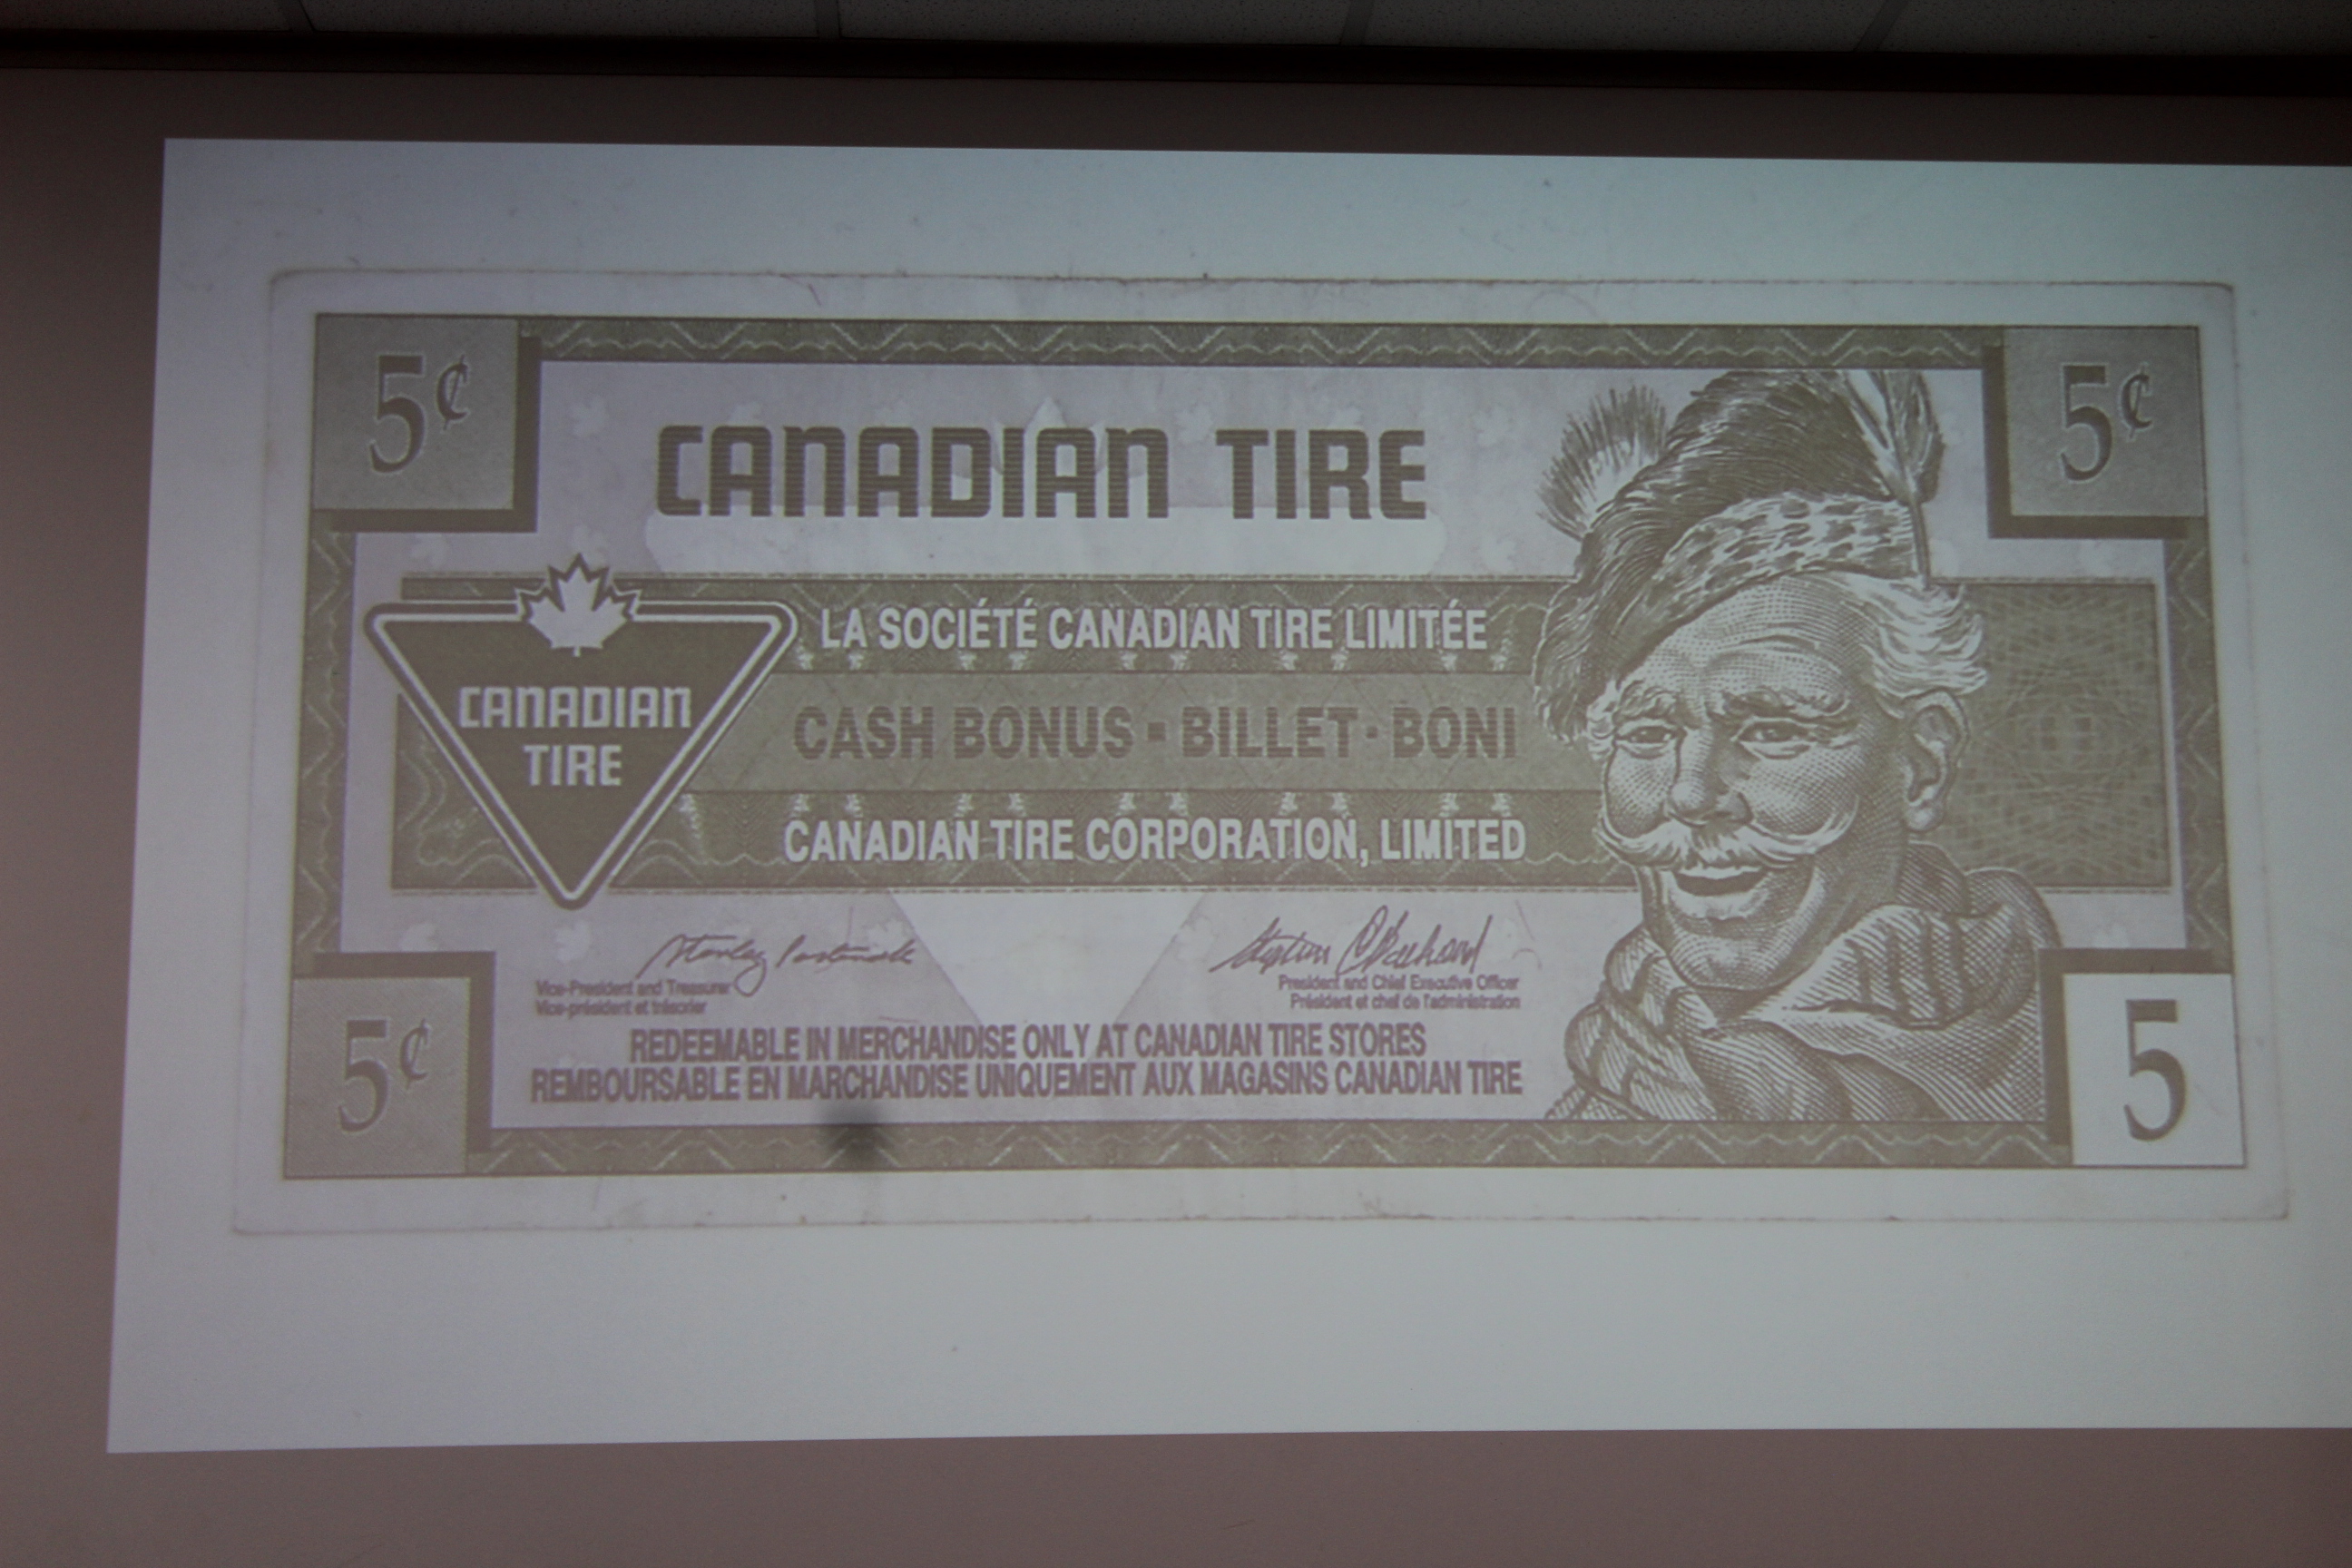 5¢
5¢
CANADIAN TIRE
LA SOCIÉTÉ CANADIAN TIRE LIMITÉE
CANADIAN
TIRE
CASH BONUS - BILLET - BONI
CANADIAN TIRE CORPORATION, LIMITED
Vice-President and Treasurer
Vice-président et trésorier
President and Chief Executive Officer
Président et chef de l'administration
REDEEMABLE IN MERCHANDISE ONLY AT CANADIAN TIRE STORES
REMBOURSABLE EN MARCHANDISE UNIQUEMENT AUX MAGASINS CANADIAN TIRE
5¢
5